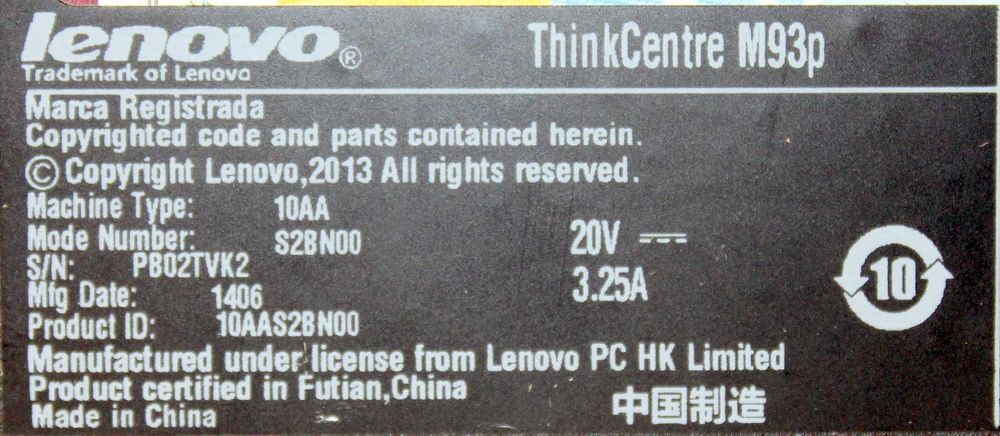 lenovo® ThinkCentre M93p
Trademark of Lenovo
Marca Registrada
Copyrighted code and parts contained herein.
© Copyright Lenovo,2013 All rights reserved.
Machine Type: 10AA
Mode Number: S2BN00 20V
S/N: PB02TVK2
Mfg Date: 1406 3.25A
10
Product ID: 10AAS2BN00
Manufactured under license from Lenovo PC HK Limited
Product certified in Futian,China
Made in China 中国制造